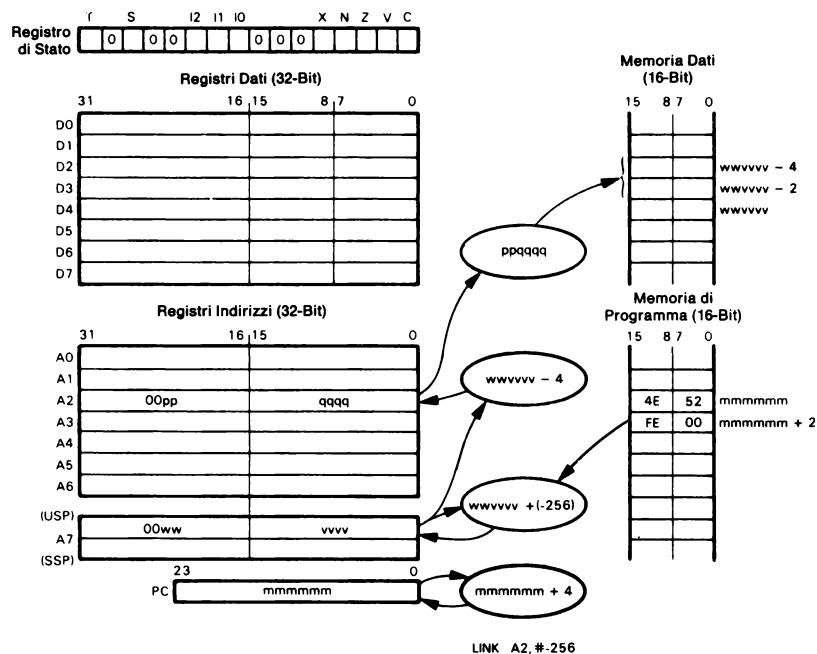 T S I2 I1 I0 X N Z V C
Registro di Stato
0 0 0 0 0 0
Registri Dati (32-Bit)
31 16 15 8 7 0
D0
D1
D2
D3
D4
D5
D6
D7
Memoria Dati (16-Bit)
15 8 7 0
wwvvvv - 4
wwvvvv - 2
wwvvvv
ppqqqq
Registri Indirizzi (32-Bit)
31 16 15 0
A0
A1
A2 00pp qqqq
A3
A4
A5
A6
(USP)
A7 00ww vvvv
(SSP)
23 0
PC mmmmmm
wwvvvv - 4
wwvvvv +(-256)
mmmmmm + 4
Memoria di Programma (16-Bit)
15 8 7 0
4E 52 mmmmmm
FE 00 mmmmmm + 2
LINK A2, #-256